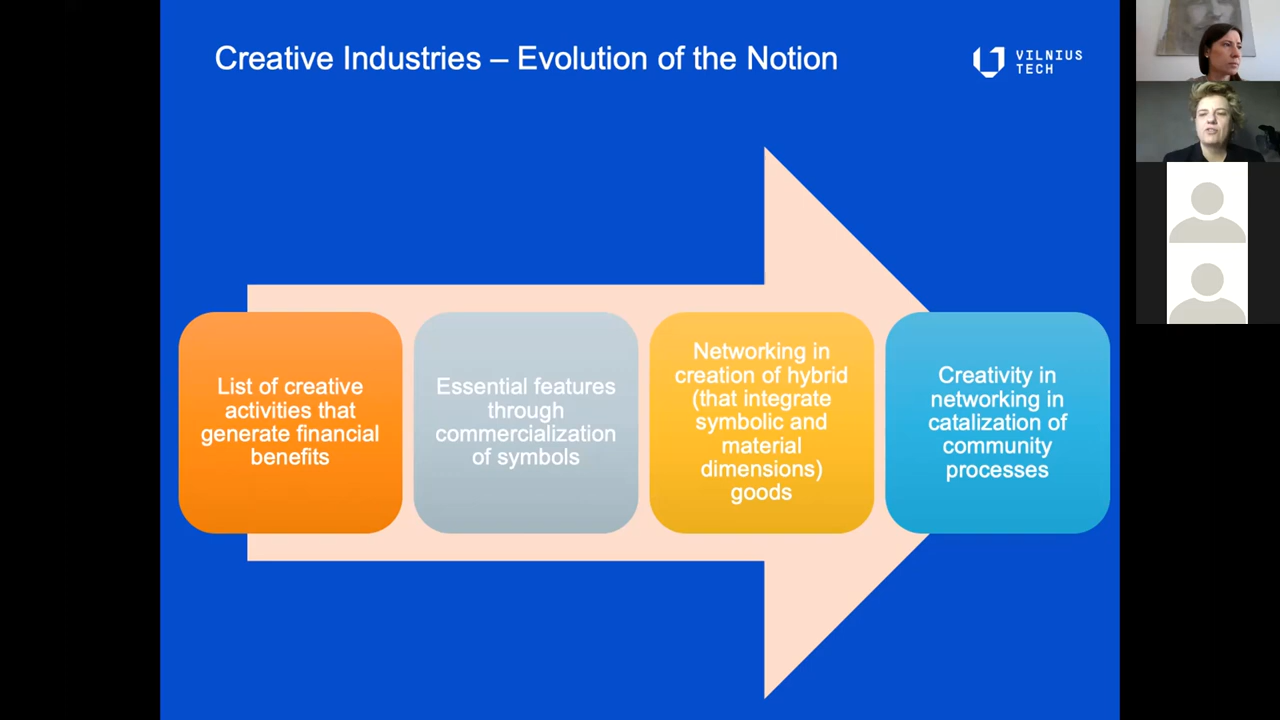 Creative Industries – Evolution of the Notion
VILNIUS
TECH
List of creative
activities that
generate financial
benefits
Essential features
through
commercialization
of symbols
Networking in
creation of hybrid
(that integrate
symbolic and
material
dimensions)
goods
Creativity in
networking in
catalization of
community
processes